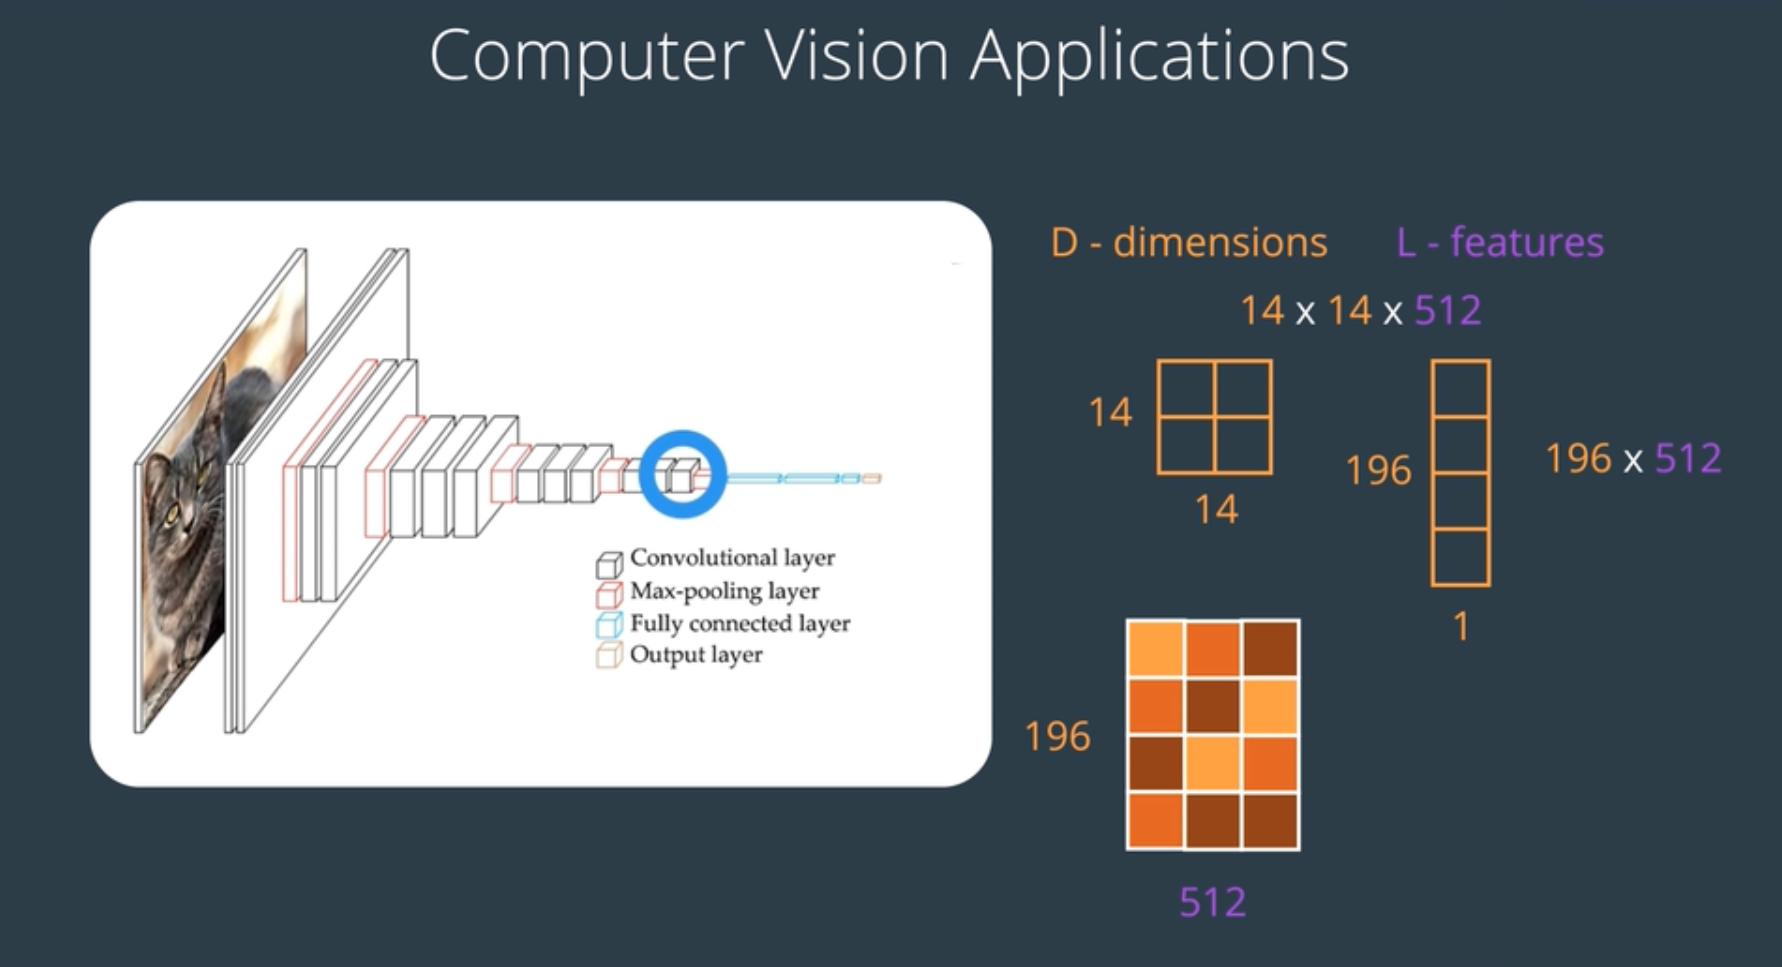 Computer Vision Applications
Convolutional layer
Max-pooling layer
Fully connected layer
Output layer
D - dimensions L - features
14 x 14 x 512
14
14
196
196 x 512
1
196
512